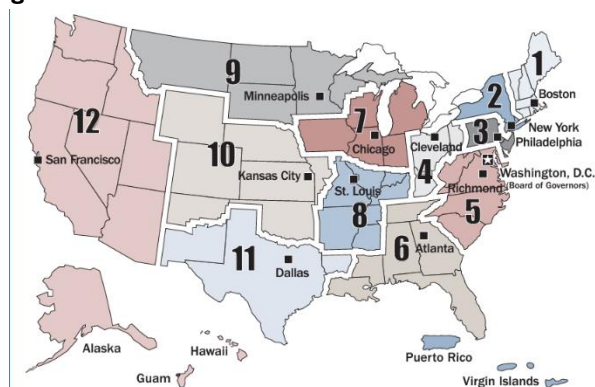 9
1
Minneapolis
2
Boston
12
7
3
New York
Philadelphia
Cleveland
Chicago
10
San Francisco
4
Washington, D.C.
(Board of Governors)
Kansas City
St. Louis
Richmond
5
8
6
Atlanta
11
Dallas
Alaska
Hawaii
Guam
Puerto Rico
Virgin Islands